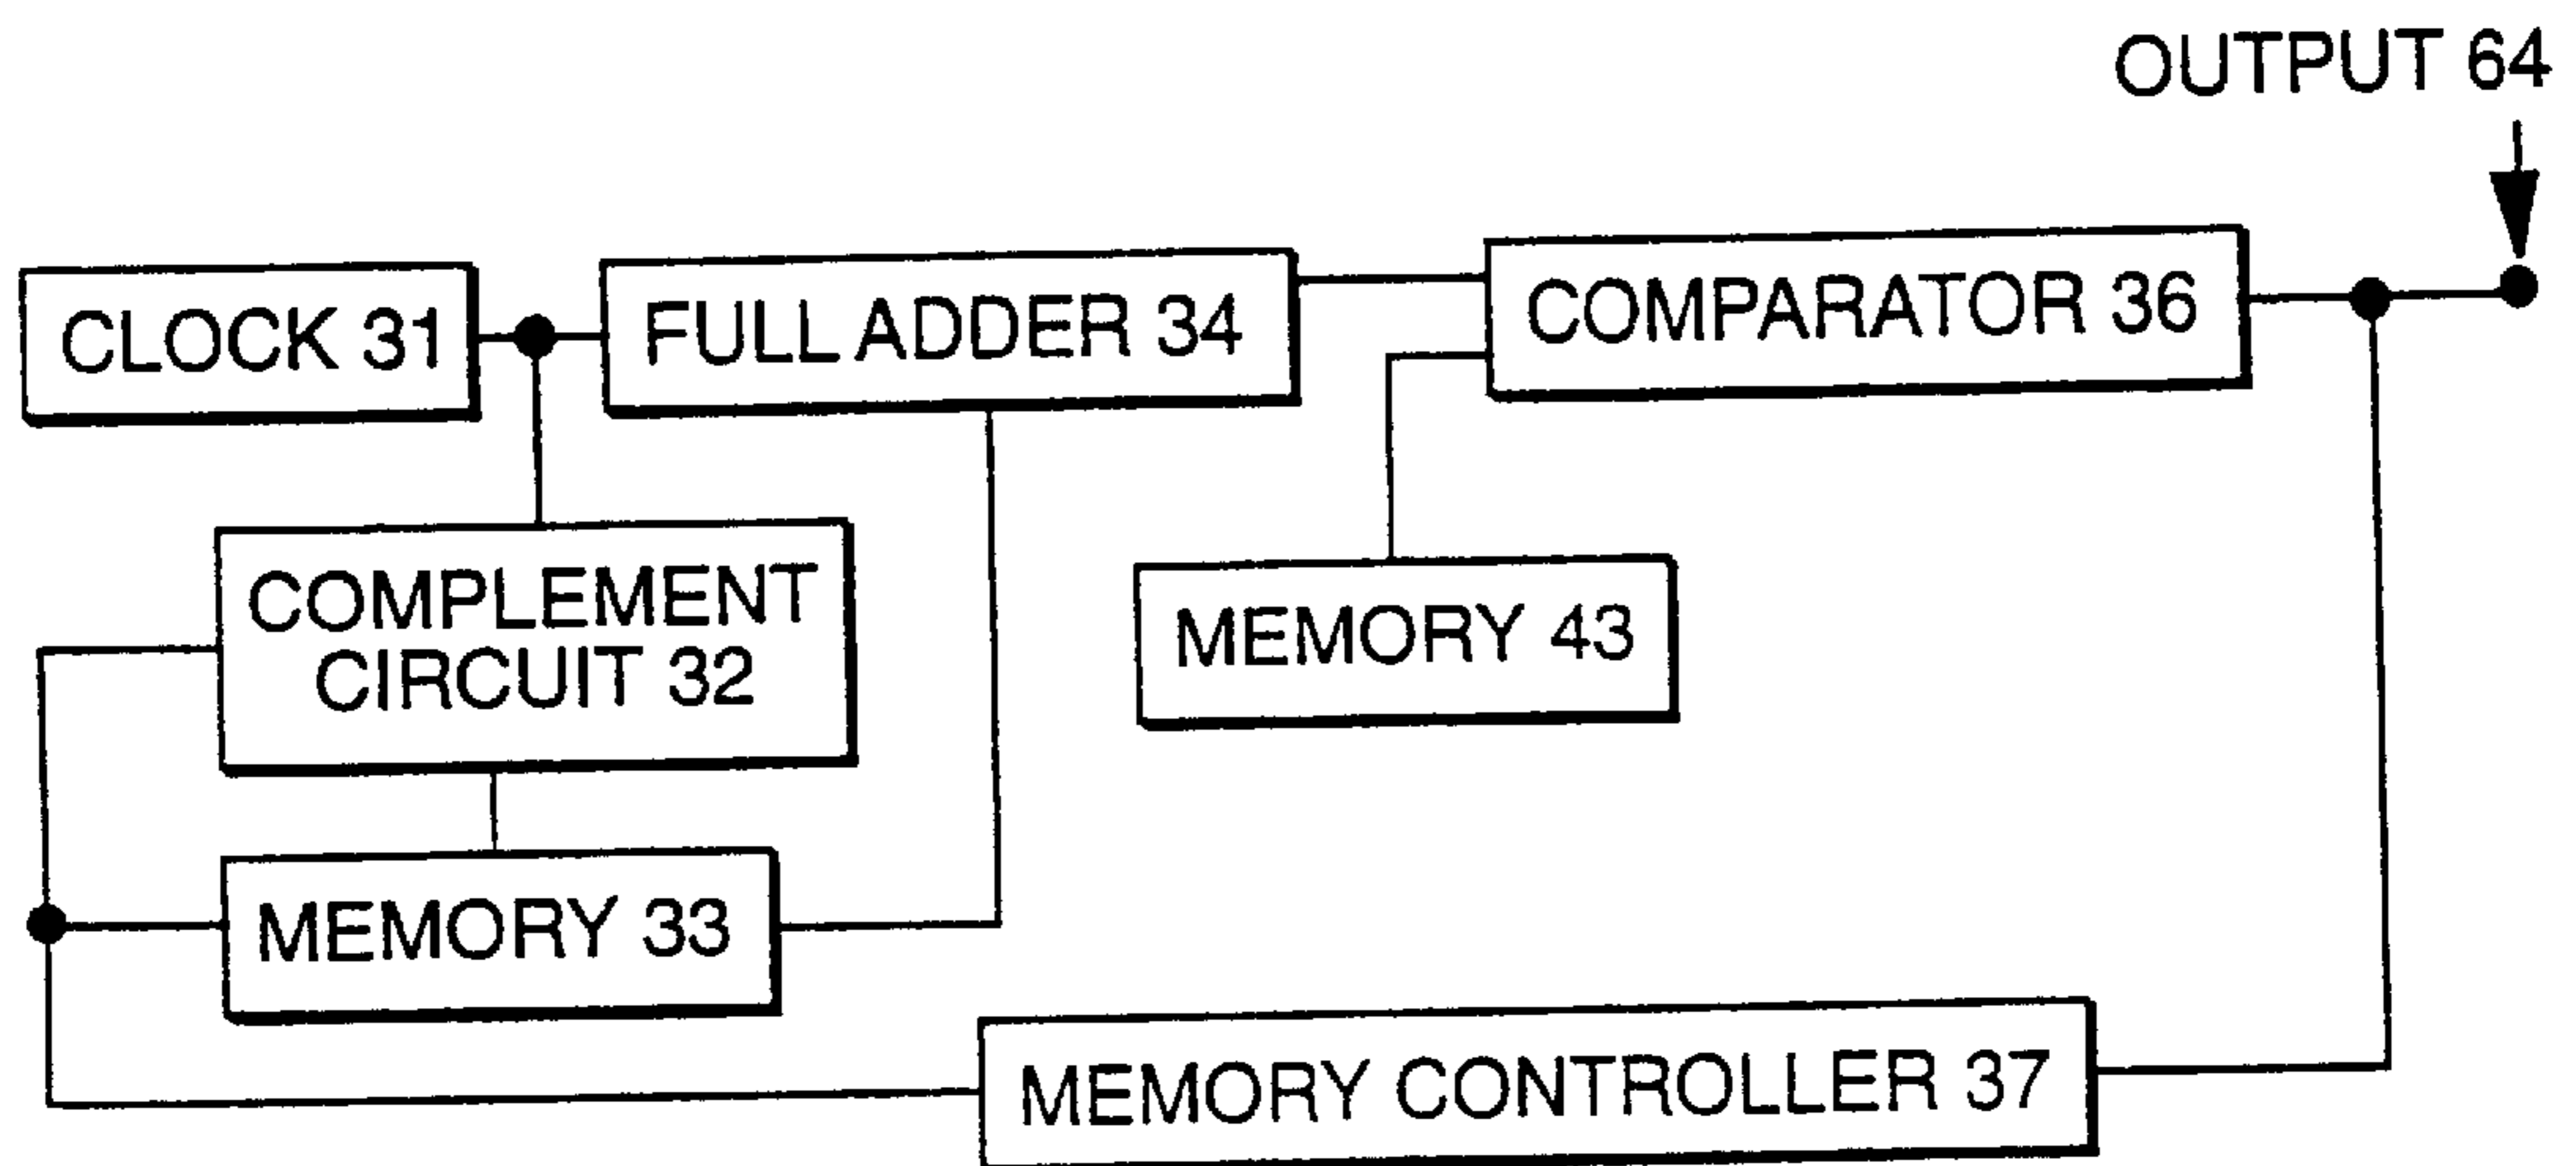 OUTPUT 64
CLOCK 31
FULL ADDER 34
COMPARATOR 36
COMPLEMENT
CIRCUIT 32
MEMORY 43
MEMORY 33
MEMORY CONTROLLER 37